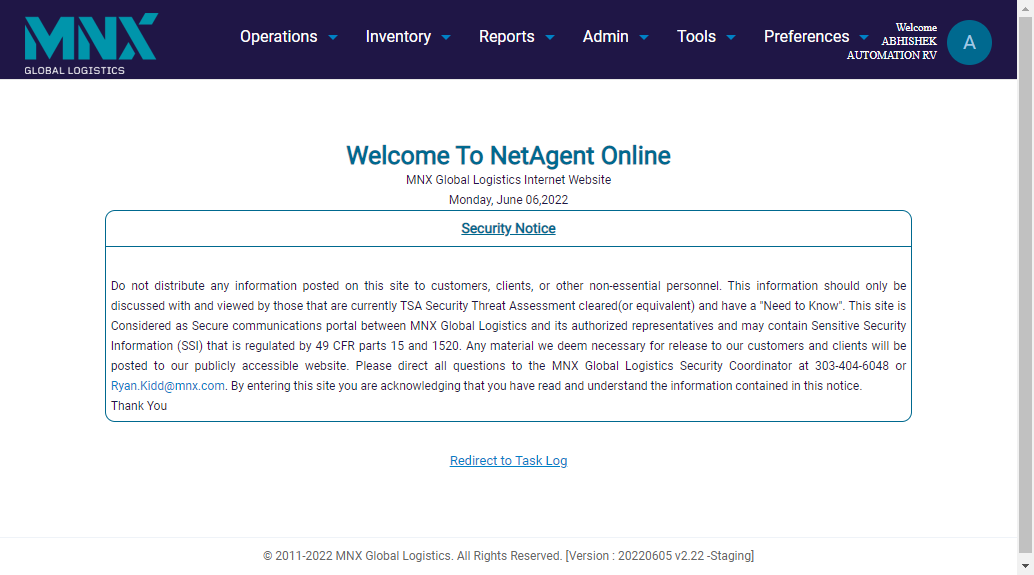 MNX
GLOBAL LOGISTICS
Operations Inventory Reports Admin Tools Preferences
Welcome
ABHISHEK
AUTOMATION RV
A
Welcome To NetAgent Online
MNX Global Logistics Internet Website
Monday, June 06,2022
Security Notice
Do not distribute any information posted on this site to customers, clients, or other non-essential personnel. This information should only be
discussed with and viewed by those that are currently TSA Security Threat Assessment cleared(or equivalent) and have a "Need to Know". This site is
Considered as Secure communications portal between MNX Global Logistics and its authorized representatives and may contain Sensitive Security
Information (SSI) that is regulated by 49 CFR parts 15 and 1520. Any material we deem necessary for release to our customers and clients will be
posted to our publicly accessible website. Please direct all questions to the MNX Global Logistics Security Coordinator at 303-404-6048 or
Ryan.Kidd@mnx.com. By entering this site you are acknowledging that you have read and understand the information contained in this notice.
Thank You
Redirect to Task Log
© 2011-2022 MNX Global Logistics. All Rights Reserved. [Version : 20220605 v2.22 -Staging]